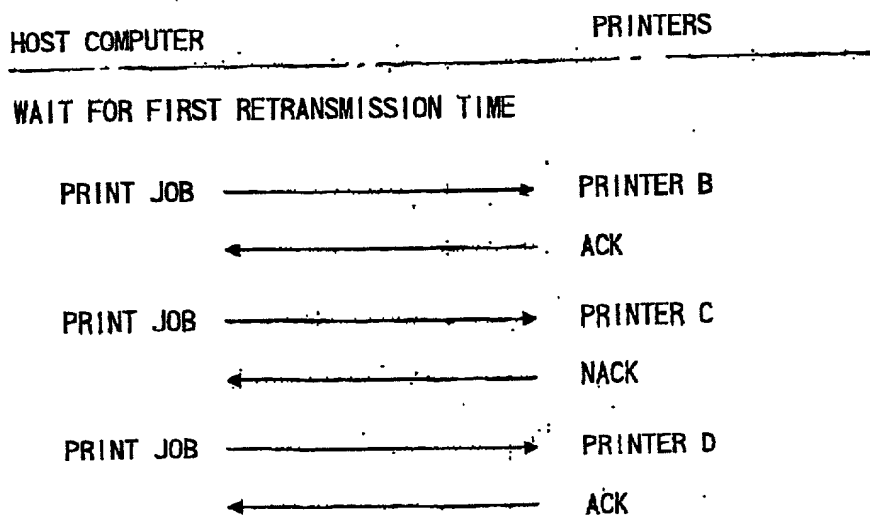 HOST COMPUTER PRINTERS
WAIT FOR FIRST RETRANSMISSION TIME
PRINT JOB PRINTER B
ACK
PRINT JOB PRINTER C
NACK
PRINT JOB PRINTER D
ACK